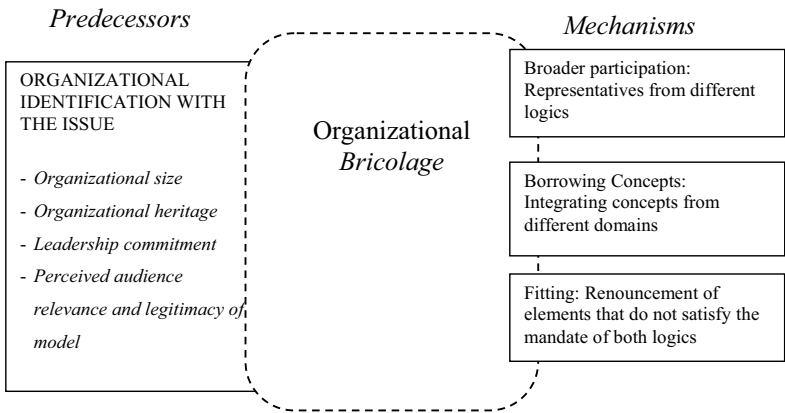 Predecessors
ORGANIZATIONAL
IDENTIFICATION WITH
THE ISSUE
- Organizational size
- Organizational heritage
- Leadership commitment
- Perceived audience
relevance and legitimacy of
model
Organizational
Bricolage
Mechanisms
Broader participation:
Representatives from different
logics
Borrowing Concepts:
Integrating concepts from
different domains
Fitting: Renouncement of
elements that do not satisfy the
mandate of both logics